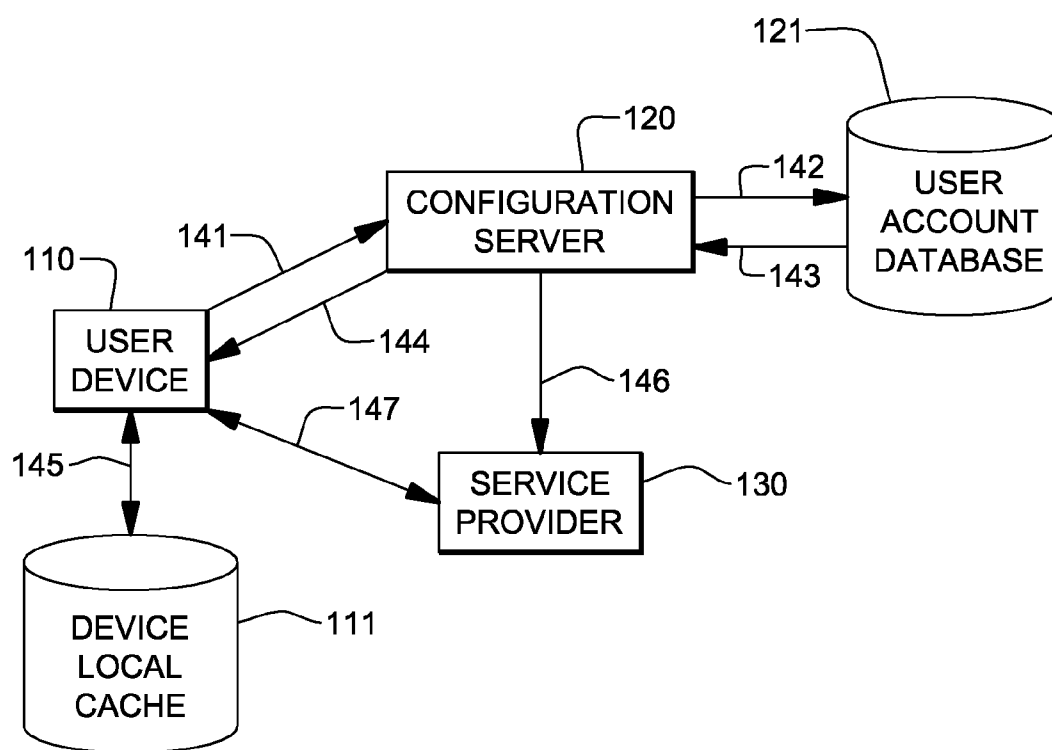 121
120
142
CONFIGURATION
SERVER
USER
ACCOUNT
DATABASE
141
143
110
144
USER
DEVICE
146
147
145
SERVICE
PROVIDER
130
DEVICE
LOCAL
CACHE
111